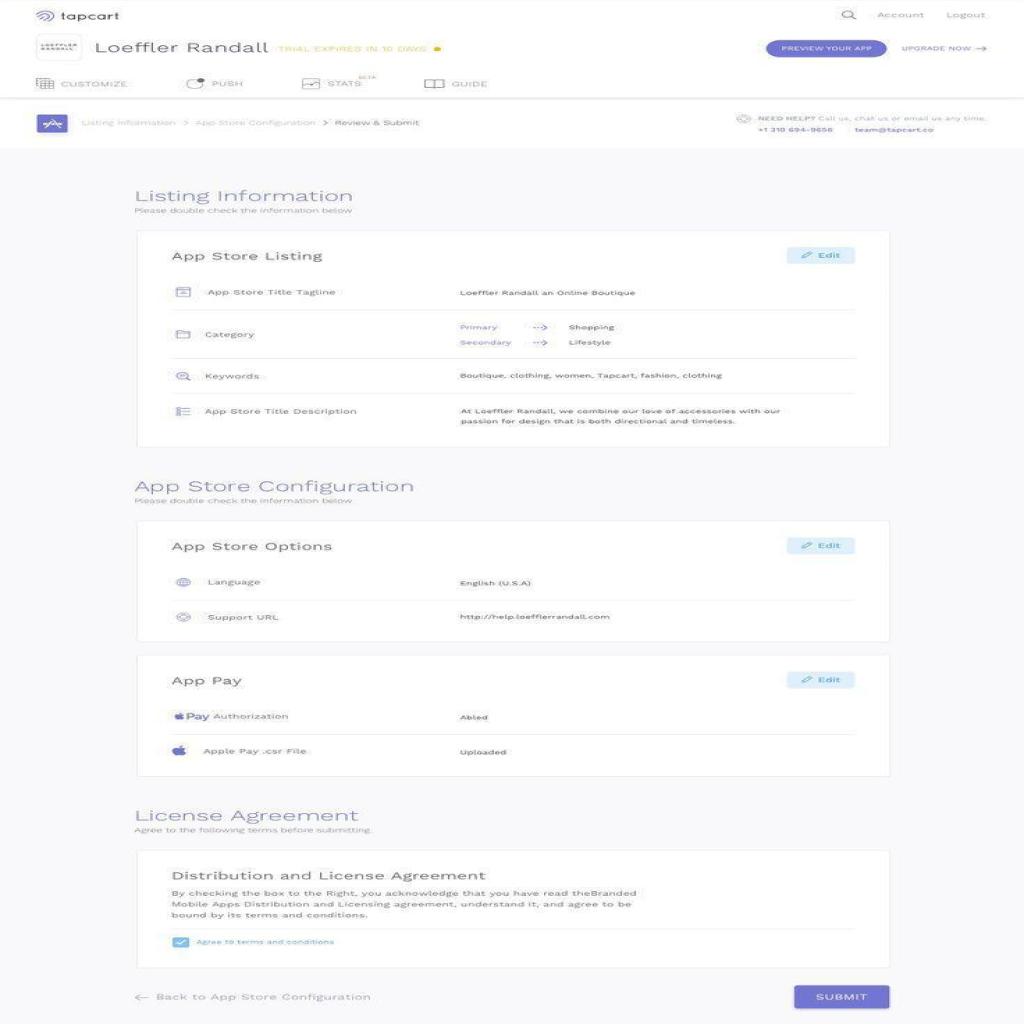 tapcart
Account
Logout
LOEFFLER
RANDALL
Loeffler Randall
TRIAL EXPIRES IN 10 DAYS
PREVIEW YOUR APP
UPGRADE NOW
CUSTOMIZE
PUSH
STATS
BETA
GUIDE
Listing Information > App Store Configuration > Review & Submit
NEED HELP? Call us, chat us or email us any time.
+1 310 694-9656
team@tapcart.co
Listing Information
Please double check the information below
App Store Listing
Edit
App Store Title Tagline
Loeffler Randall an Online Boutique
Category
Primary
Shopping
Secondary
Lifestyle
Keywords
Boutique, clothing, women, Tapcart, fashion, clothing
App Store Title Description
At Loeffler Randall, we combine our love of accessories with our
passion for design that is both directional and timeless.
App Store Configuration
Please double check the information below
App Store Options
Edit
Language
English (U.S.A)
Support URL
http://help.loefflerrandall.com
App Pay
Edit
Pay Authorization
Abled
Apple Pay .csr File
Uploaded
License Agreement
Agree to the following terms before submitting.
Distribution and License Agreement
By checking the box to the Right, you acknowledge that you have read theBranded
Mobile Apps Distribution and Licensing agreement, understand it, and agree to be
bound by its terms and conditions.
Agree to terms and conditions
Back to App Store Configuration
SUBMIT